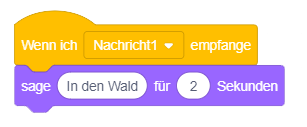 Wenn ich Nachricht1 empfange
sage In den Wald für 2 Sekunden